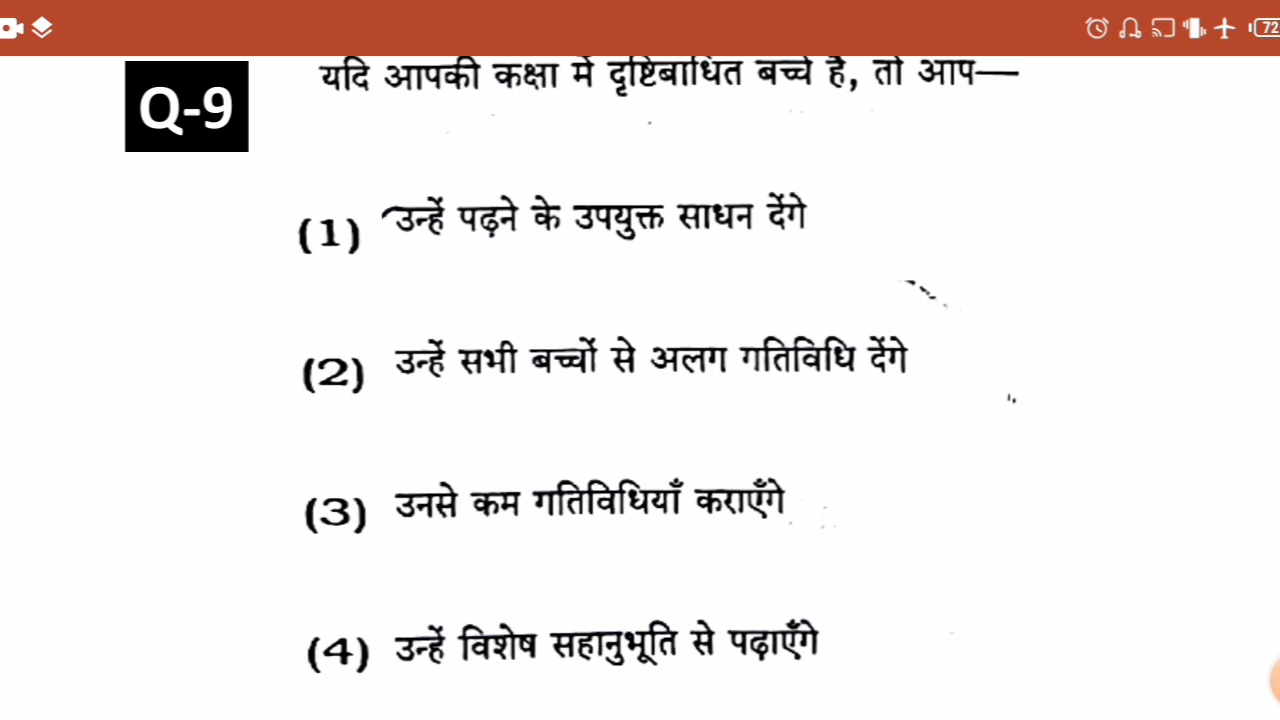 72
यदि आपकी कक्षा में दृष्टिबाधित बच्चे हैं, तो आप—
Q-9
(1) उन्हें पढ़ने के उपयुक्त साधन देंगे
(2) उन्हें सभी बच्चों से अलग गतिविधि देंगे
(3) उनसे कम गतिविधियाँ कराएँगे
(4) उन्हें विशेष सहानुभूति से पढ़ाएँगे